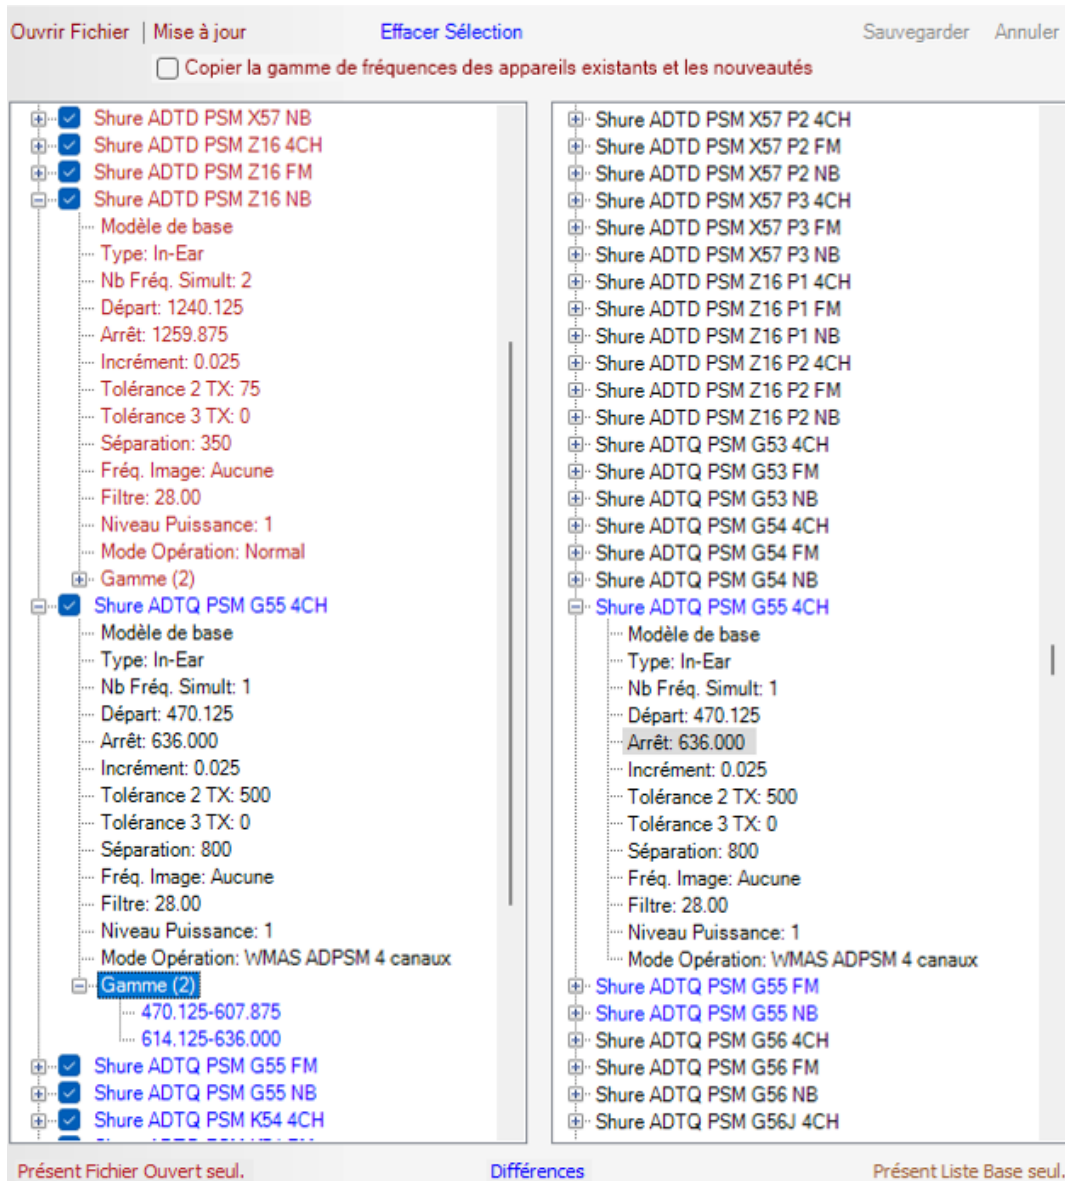 Ouvrir Fichier | Mise à jour Effacer Sélection Sauvegarder Annuler
Copier la gamme de fréquences des appareils existants et les nouveautés
Shure ADTD PSM X57 NB
Shure ADTD PSM Z16 4CH
Shure ADTD PSM Z16 FM
Shure ADTD PSM Z16 NB
Modèle de base
Type: In-Ear
Nb Fréq. Simult: 2
Départ: 1240.125
Arrêt: 1259.875
Incrément: 0.025
Tolérance 2 TX: 75
Tolérance 3 TX: 0
Séparation: 350
Fréq. Image: Aucune
Filtre: 28.00
Niveau Puissance: 1
Mode Opération: Normal
Gamme (2)
Shure ADTQ PSM G55 4CH
Modèle de base
Type: In-Ear
Nb Fréq. Simult: 1
Départ: 470.125
Arrêt: 636.000
Incrément: 0.025
Tolérance 2 TX: 500
Tolérance 3 TX: 0
Séparation: 800
Fréq. Image: Aucune
Filtre: 28.00
Niveau Puissance: 1
Mode Opération: WMAS ADPSM 4 canaux
Gamme (2)
470.125-607.875
614.125-636.000
Shure ADTQ PSM G55 FM
Shure ADTQ PSM G55 NB
Shure ADTQ PSM K54 4CH
Shure ADTD PSM X57 P2 4CH
Shure ADTD PSM X57 P2 FM
Shure ADTD PSM X57 P2 NB
Shure ADTD PSM X57 P3 4CH
Shure ADTD PSM X57 P3 FM
Shure ADTD PSM X57 P3 NB
Shure ADTD PSM Z16 P1 4CH
Shure ADTD PSM Z16 P1 FM
Shure ADTD PSM Z16 P1 NB
Shure ADTD PSM Z16 P2 4CH
Shure ADTD PSM Z16 P2 FM
Shure ADTD PSM Z16 P2 NB
Shure ADTQ PSM G53 4CH
Shure ADTQ PSM G53 FM
Shure ADTQ PSM G53 NB
Shure ADTQ PSM G54 4CH
Shure ADTQ PSM G54 FM
Shure ADTQ PSM G54 NB
Shure ADTQ PSM G55 4CH
Modèle de base
Type: In-Ear
Nb Fréq. Simult: 1
Départ: 470.125
Arrêt: 636.000
Incrément: 0.025
Tolérance 2 TX: 500
Tolérance 3 TX: 0
Séparation: 800
Fréq. Image: Aucune
Filtre: 28.00
Niveau Puissance: 1
Mode Opération: WMAS ADPSM 4 canaux
Shure ADTQ PSM G55 FM
Shure ADTQ PSM G55 NB
Shure ADTQ PSM G56 4CH
Shure ADTQ PSM G56 FM
Shure ADTQ PSM G56 NB
Shure ADTQ PSM G56J 4CH
Présent Fichier Ouvert seul. Différences Présent Liste Base seul.